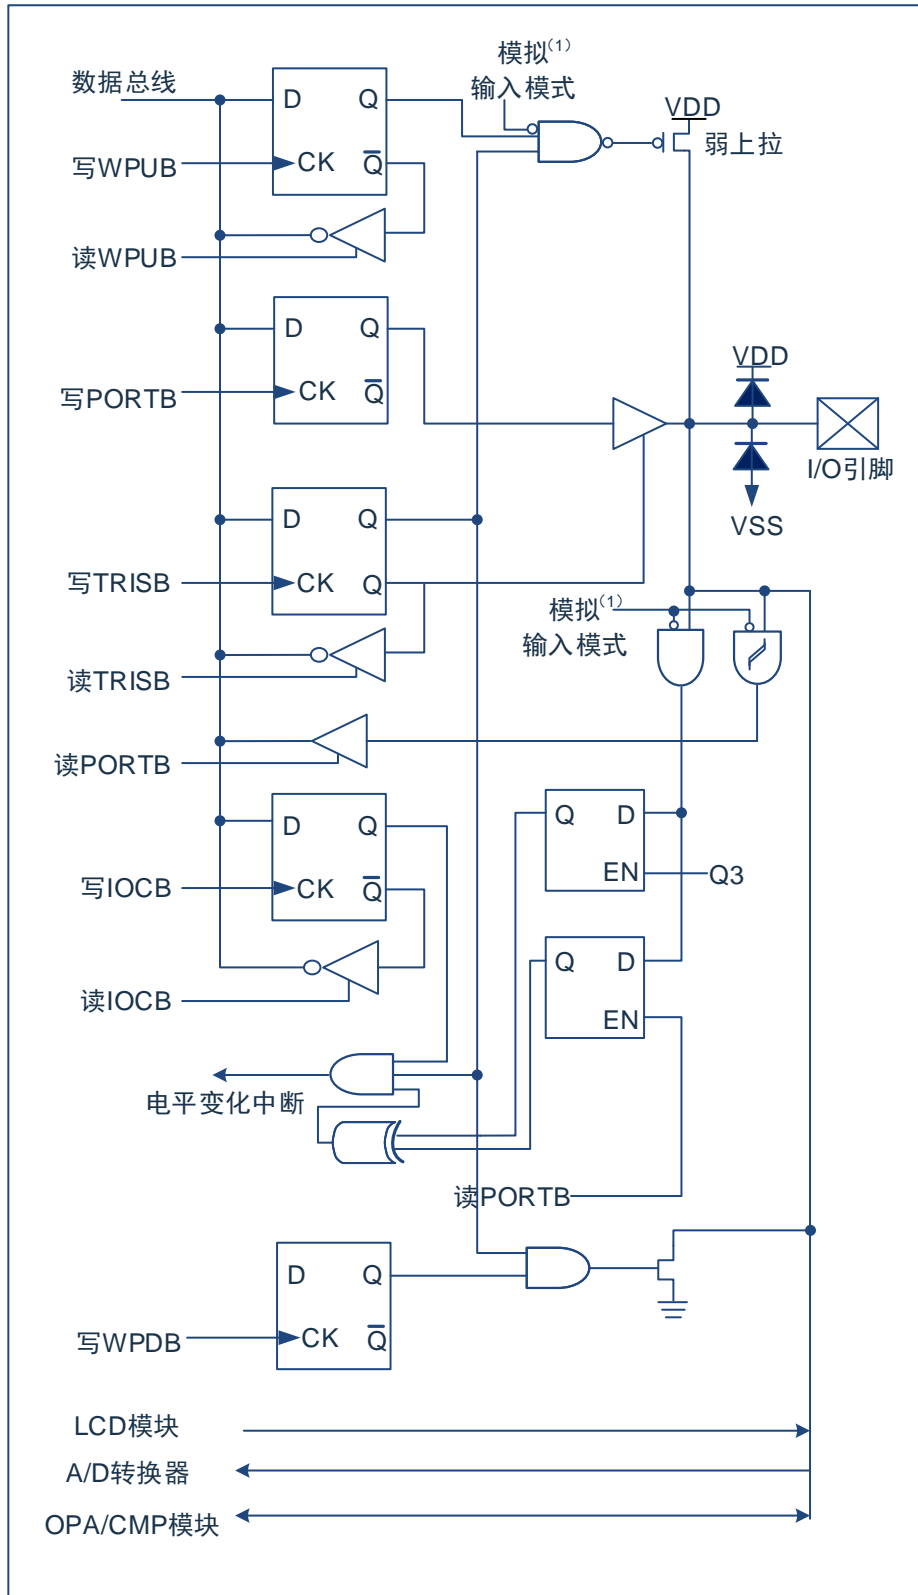 模拟(1)
输入模式
数据总线
D Q
VDD
弱上拉
写WPUB
CK Q
读WPUB
D Q
VDD
写PORTB
CK Q
I/O引脚
VSS
D Q
写TRISB
CK Q
模拟(1)
输入模式
读TRISB
读PORTB
D Q
Q D
EN
Q3
写IOCB
CK Q
Q D
读IOCB
EN
电平变化中断
读PORTB
D Q
写WPDB
CK Q
LCD模块
A/D转换器
OPA/CMP模块